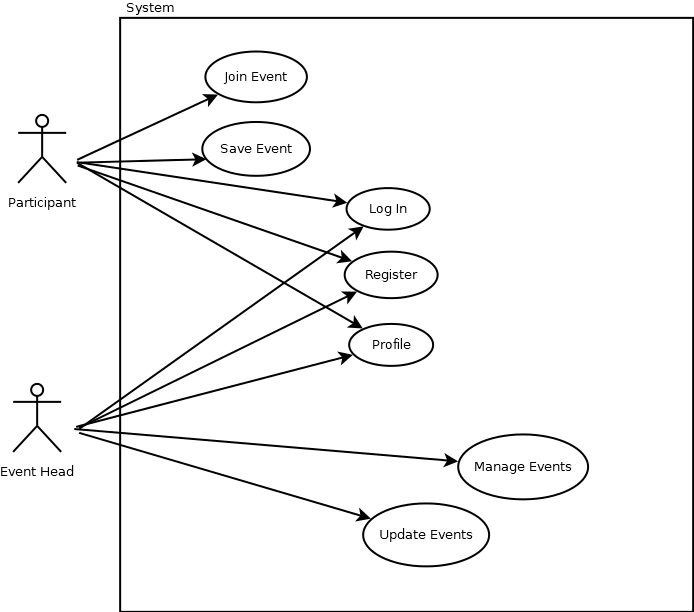 System
Join Event
Save Event
Participant
Log In
Register
Profile
Event Head
Manage Events
Update Events